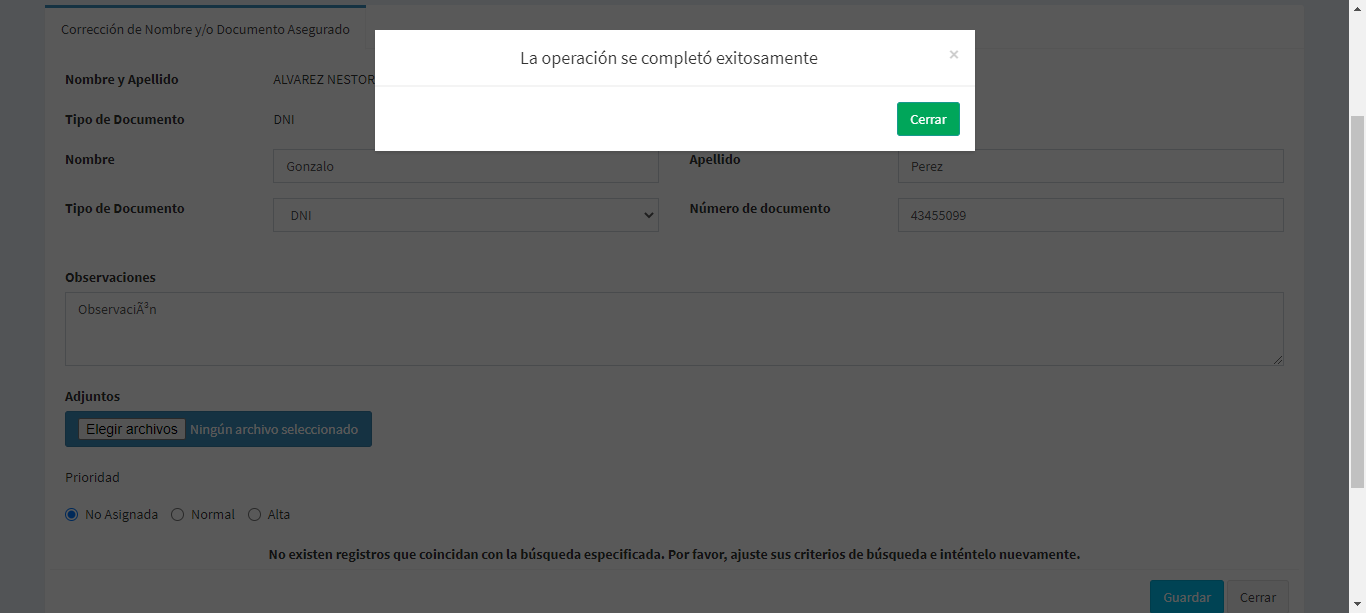 Corrección de Nombre y/o Documento Asegurado
La operación se completó exitosamente
×
Cerrar
Nombre y Apellido ALVAREZ NESTOR
Tipo de Documento DNI
Nombre Gonzalo Apellido Perez
Tipo de Documento DNI Número de documento 43455099
Observaciones
ObservaciÃ³n
Adjuntos
Elegir archivos Ningún archivo seleccionado
Prioridad
No Asignada Normal Alta
No existen registros que coincidan con la búsqueda especificada. Por favor, ajuste sus criterios de búsqueda e inténtelo nuevamente.
Guardar Cerrar